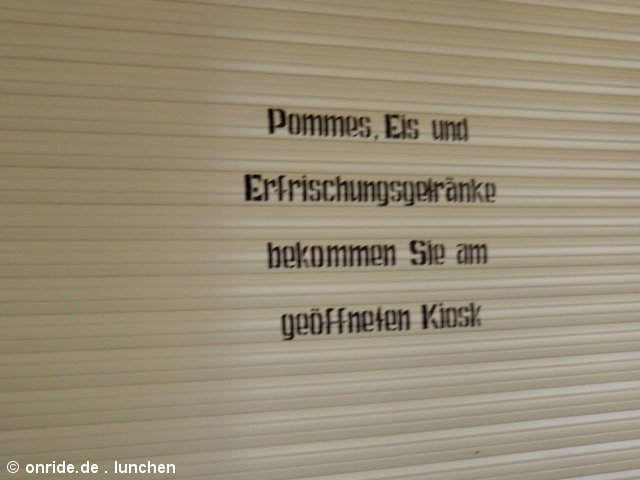 Pommes, Eis und
Erfrischungsgetränke
bekommen Sie am
geöffneten Kiosk
© onride.de . lunchen